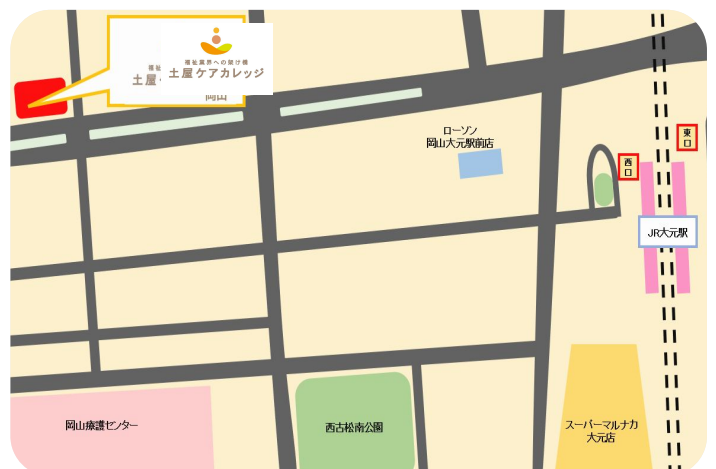 福祉業界への架け橋
土屋ケアカレッジ
土屋
岡山
ローソン
岡山大元駅前店
東口
西口
JR大元駅
岡山療護センター
西古松南公園
スーパーマルナカ
大元店